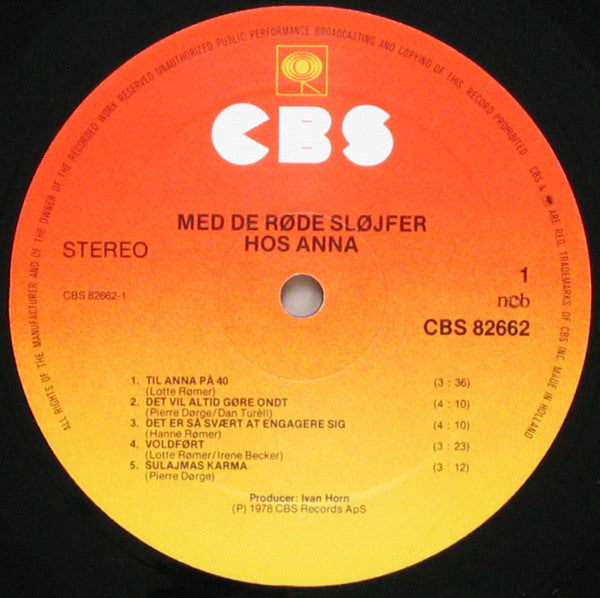 ALL RIGHTS OF THE MANUFACTURER AND OF THE OWNER OF THE RECORDED WORK RESERVED UNAUTHORIZED PUBLIC PERFORMANCE BROADCASTING AND COPYING OF THIS RECORD PROHIBITED
CBS & ARE REG. TRADEMARKS OF CBS INC. MADE IN HOLLAND
CBS
MED DE RØDE SLØJFER
HOS ANNA
STEREO
CBS 82662-1
1
ncb
CBS 82662
1. TIL ANNA PÅ 40 (3 : 36)
(Lotte Rømer)
2. DET VIL ALTID GØRE ONDT (4 : 10)
(Pierre Dørge/Dan Turèll)
3. DET ER SÅ SVÆRT AT ENGAGERE SIG (4 : 10)
(Hanne Rømer)
4. VOLDFØRT (3 : 23)
(Lotte Rømer/Irene Becker)
5. SULAJMAS KARMA (3 : 12)
(Pierre Dørge)
Producer: Ivan Horn
(P) 1978 CBS Records ApS